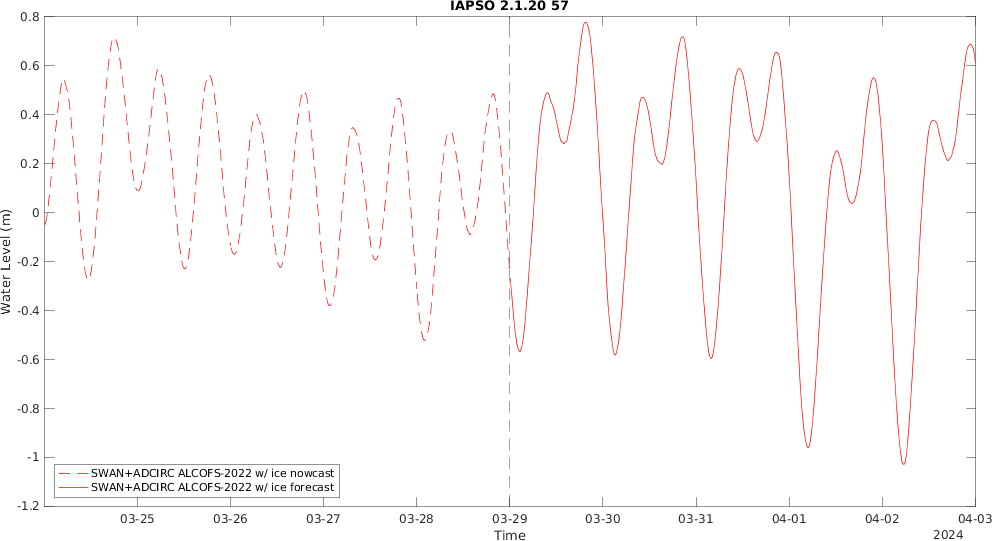 IAPSO 2.1.20 57
0.8
0.6
0.4
0.2
0
-0.2
-0.4
-0.6
-0.8
-1
-1.2
Water Level (m)
SWAN+ADCIRC ALCOFS-2022 w/ ice nowcast
SWAN+ADCIRC ALCOFS-2022 w/ ice forecast
03-25 03-26 03-27 03-28 03-29 03-30 03-31 04-01 04-02 04-03
Time
2024